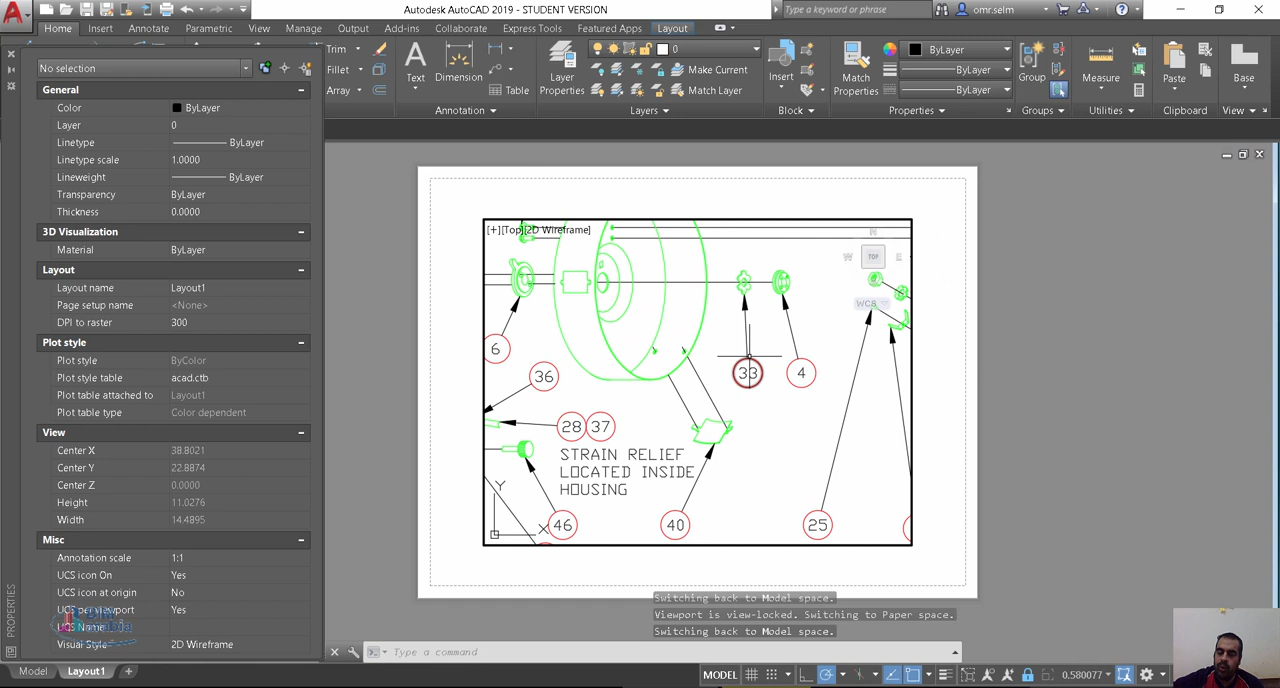 Autodesk AutoCAD 2019 - STUDENT VERSION
Type a keyword or phrase
omr.selm
Home Insert Annotate Parametric View Manage Output Add-ins Collaborate Express Tools Featured Apps Layout
Trim
Fillet
Array
Text
Dimension
Table
Annotation
Layer
Properties
0
Make Current
Match Layer
Layers
Insert
Block
Match
Properties
ByLayer
ByLayer
ByLayer
Properties
Group
Groups
Measure
Utilities
Paste
Clipboard
Base
View
No selection
General
Color ByLayer
Layer 0
Linetype ByLayer
Linetype scale 1.0000
Lineweight ByLayer
Transparency ByLayer
Thickness 0.0000
3D Visualization
Material ByLayer
Layout
Layout name Layout1
Page setup name <None>
DPI to raster 300
Plot style
Plot style ByColor
Plot style table acad.ctb
Plot table attached to Layout1
Plot table type Color dependent
View
Center X 38.8021
Center Y 22.8874
Center Z 0.0000
Height 11.0276
Width 14.4895
Misc
Annotation scale 1:1
UCS icon On Yes
UCS icon at origin No
UCS per viewport Yes
UCS Name
Visual Style 2D Wireframe
PROPERTIES
[+][Top][2D Wireframe]
N
W TOP E
WCS
6
36
33
4
28 37
STRAIN RELIEF
LOCATED INSIDE
HOUSING
Y
X
46
40
25
Switching back to Model space.
Viewport is view-locked. Switching to Paper space.
Switching back to Model space.
Type a command
Model Layout1 +
MODEL
0.580077